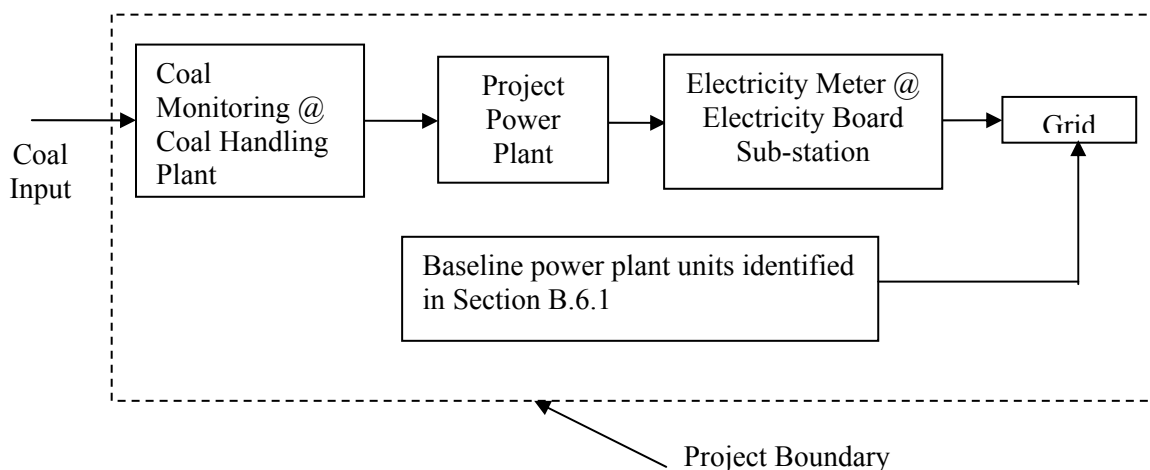 Coal
Monitoring @
Coal Handling
Plant
Project
Power
Plant
Electricity Meter @
Electricity Board
Sub-station
Grid
Coal
Input
Baseline power plant units identified
in Section B.6.1
Project Boundary